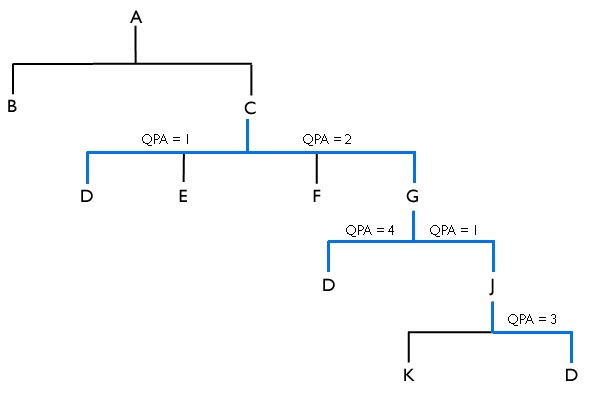 A
B
C
QPA = 1
QPA = 2
D
E
F
G
QPA = 4
QPA = 1
D
J
QPA = 3
K
D